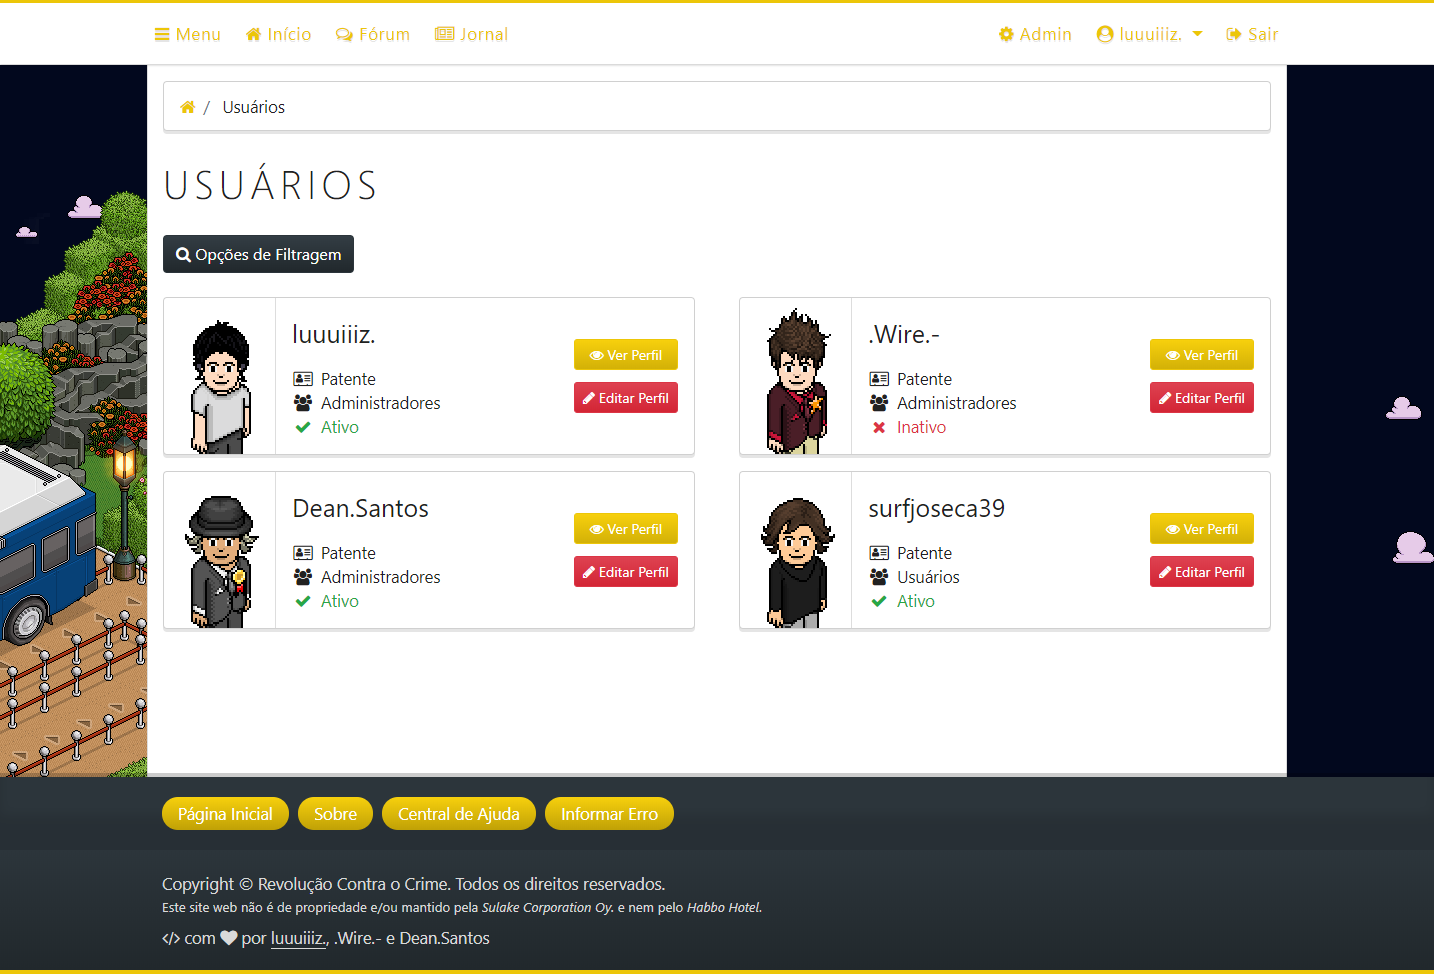 Menu Início Fórum Jornal Admin luuuiiiz. Sair
/ Usuários
USUÁRIOS
Opções de Filtragem
luuuiiiz.
Patente
Administradores
Ativo
Ver Perfil
Editar Perfil
.Wire.-
Patente
Administradores
Inativo
Ver Perfil
Editar Perfil
Dean.Santos
Patente
Administradores
Ativo
Ver Perfil
Editar Perfil
surfjoseca39
Patente
Usuários
Ativo
Ver Perfil
Editar Perfil
Página Inicial Sobre Central de Ajuda Informar Erro
Copyright © Revolução Contra o Crime. Todos os direitos reservados.
Este site web não é de propriedade e/ou mantido pela Sulake Corporation Oy. e nem pelo Habbo Hotel.
</> com ♥ por luuuiiiz., .Wire.- e Dean.Santos